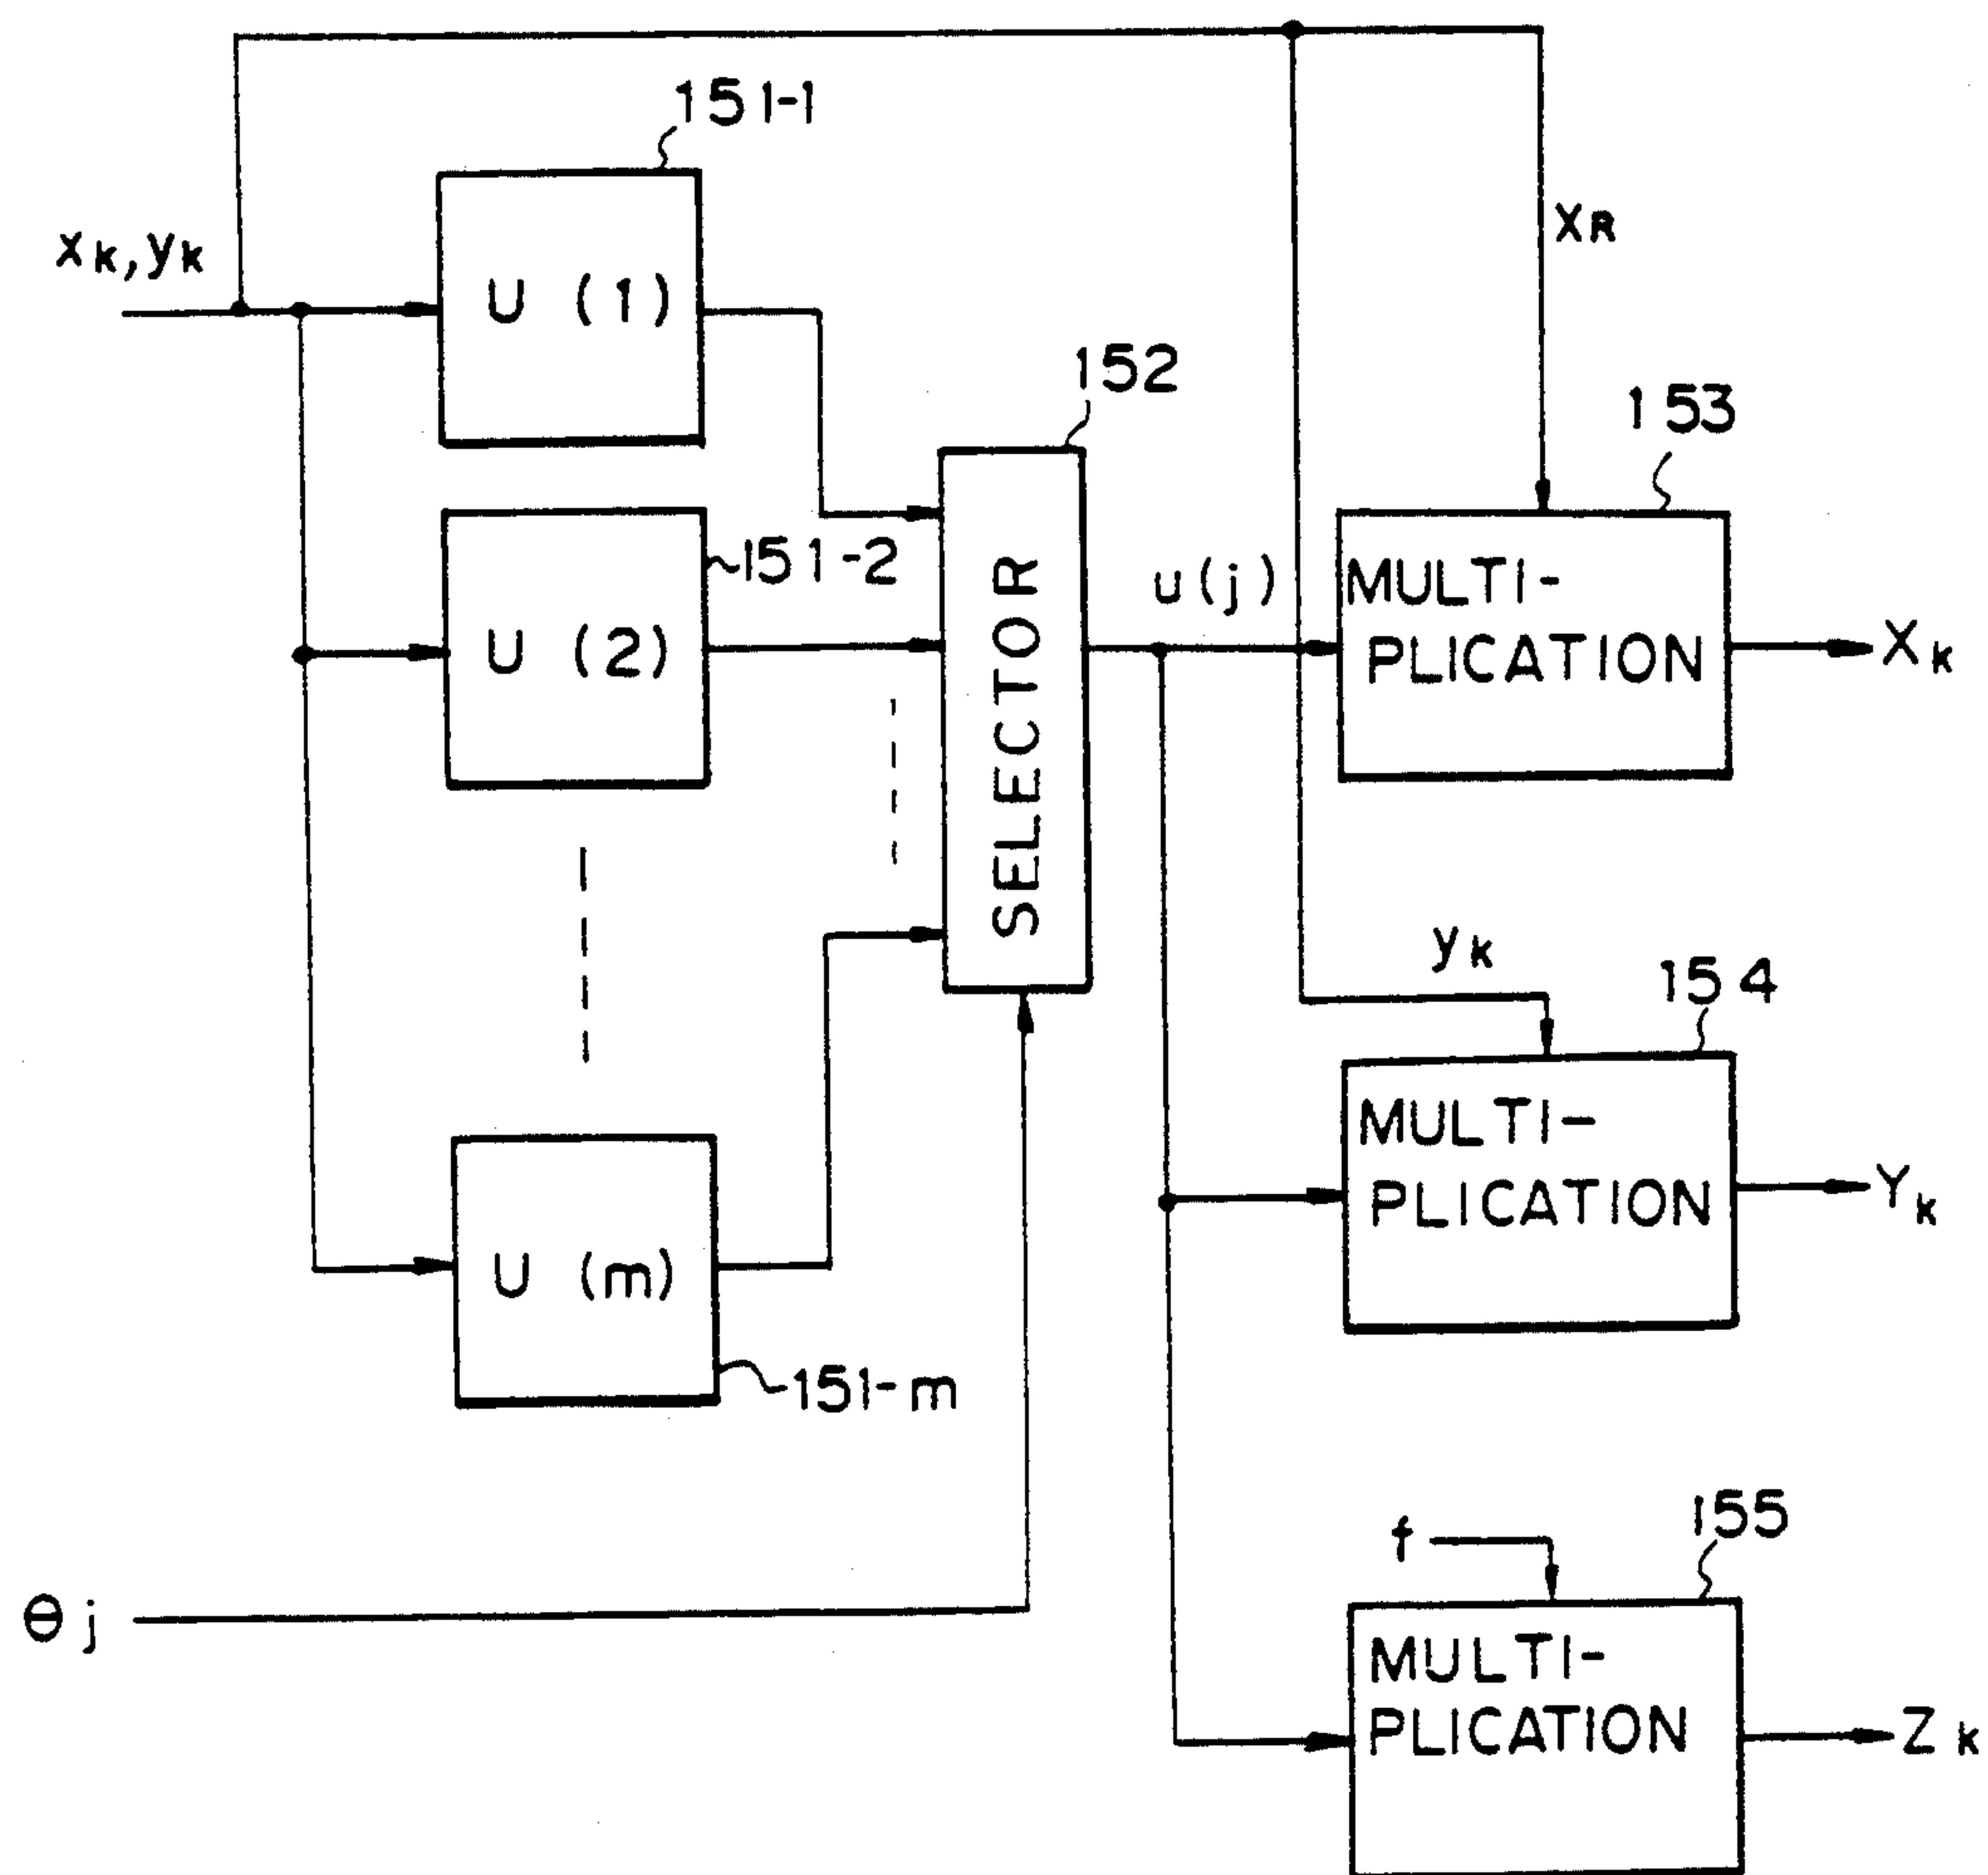 151-1
xk,yk
U (1)
XR
152
153
151-2
U (2)
u(j)
MULTI-
PLICATION
Xk
SELECTOR
yk
154
MULTI-
PLICATION
Yk
U (m)
151-m
f
155
θj
MULTI-
PLICATION
Zk